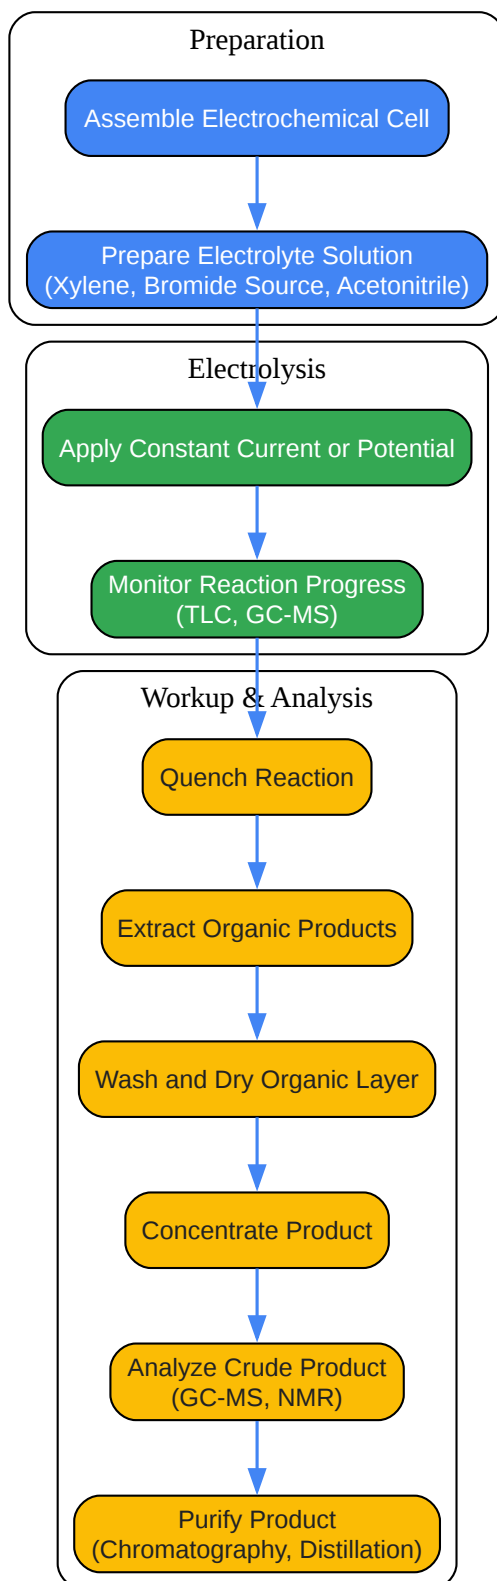 Preparation
Assemble Electrochemical Cell
Prepare Electrolyte Solution
(Xylene, Bromide Source, Acetonitrile)
Electrolysis
Apply Constant Current or Potential
Monitor Reaction Progress
(TLC, GC-MS)
Workup & Analysis
Quench Reaction
Extract Organic Products
Wash and Dry Organic Layer
Concentrate Product
Analyze Crude Product
(GC-MS, NMR)
Purify Product
(Chromatography, Distillation)